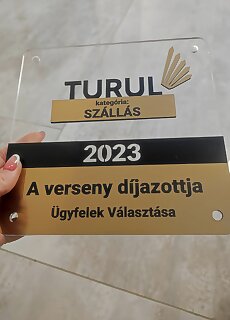 TURUL
kategória:
SZÁLLÁS
2023
A verseny díjazottja
Ügyfelek Választása